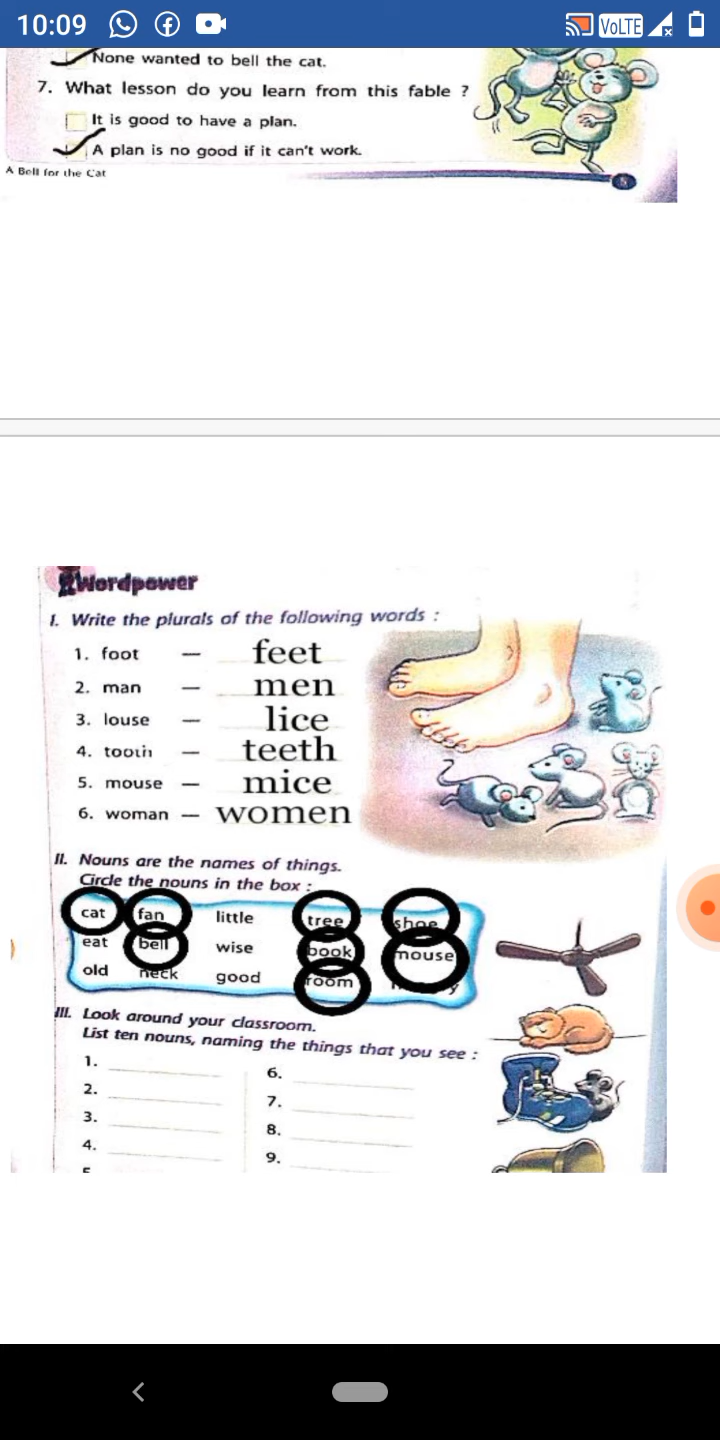 10:09 VoLTE
None wanted to bell the cat.
7. What lesson do you learn from this fable ?
It is good to have a plan.
A plan is no good if it can't work.
A Bell for the Cat
Wordpower
I. Write the plurals of the following words :
1. foot — feet
2. man — men
3. louse — lice
4. tooth — teeth
5. mouse — mice
6. woman — women
II. Nouns are the names of things.
Circle the nouns in the box :
cat fan little tree shoe
eat bell wise book mouse
old neck good room
III. Look around your classroom.
List ten nouns, naming the things that you see :
1. 6.
2. 7.
3. 8.
4. 9.